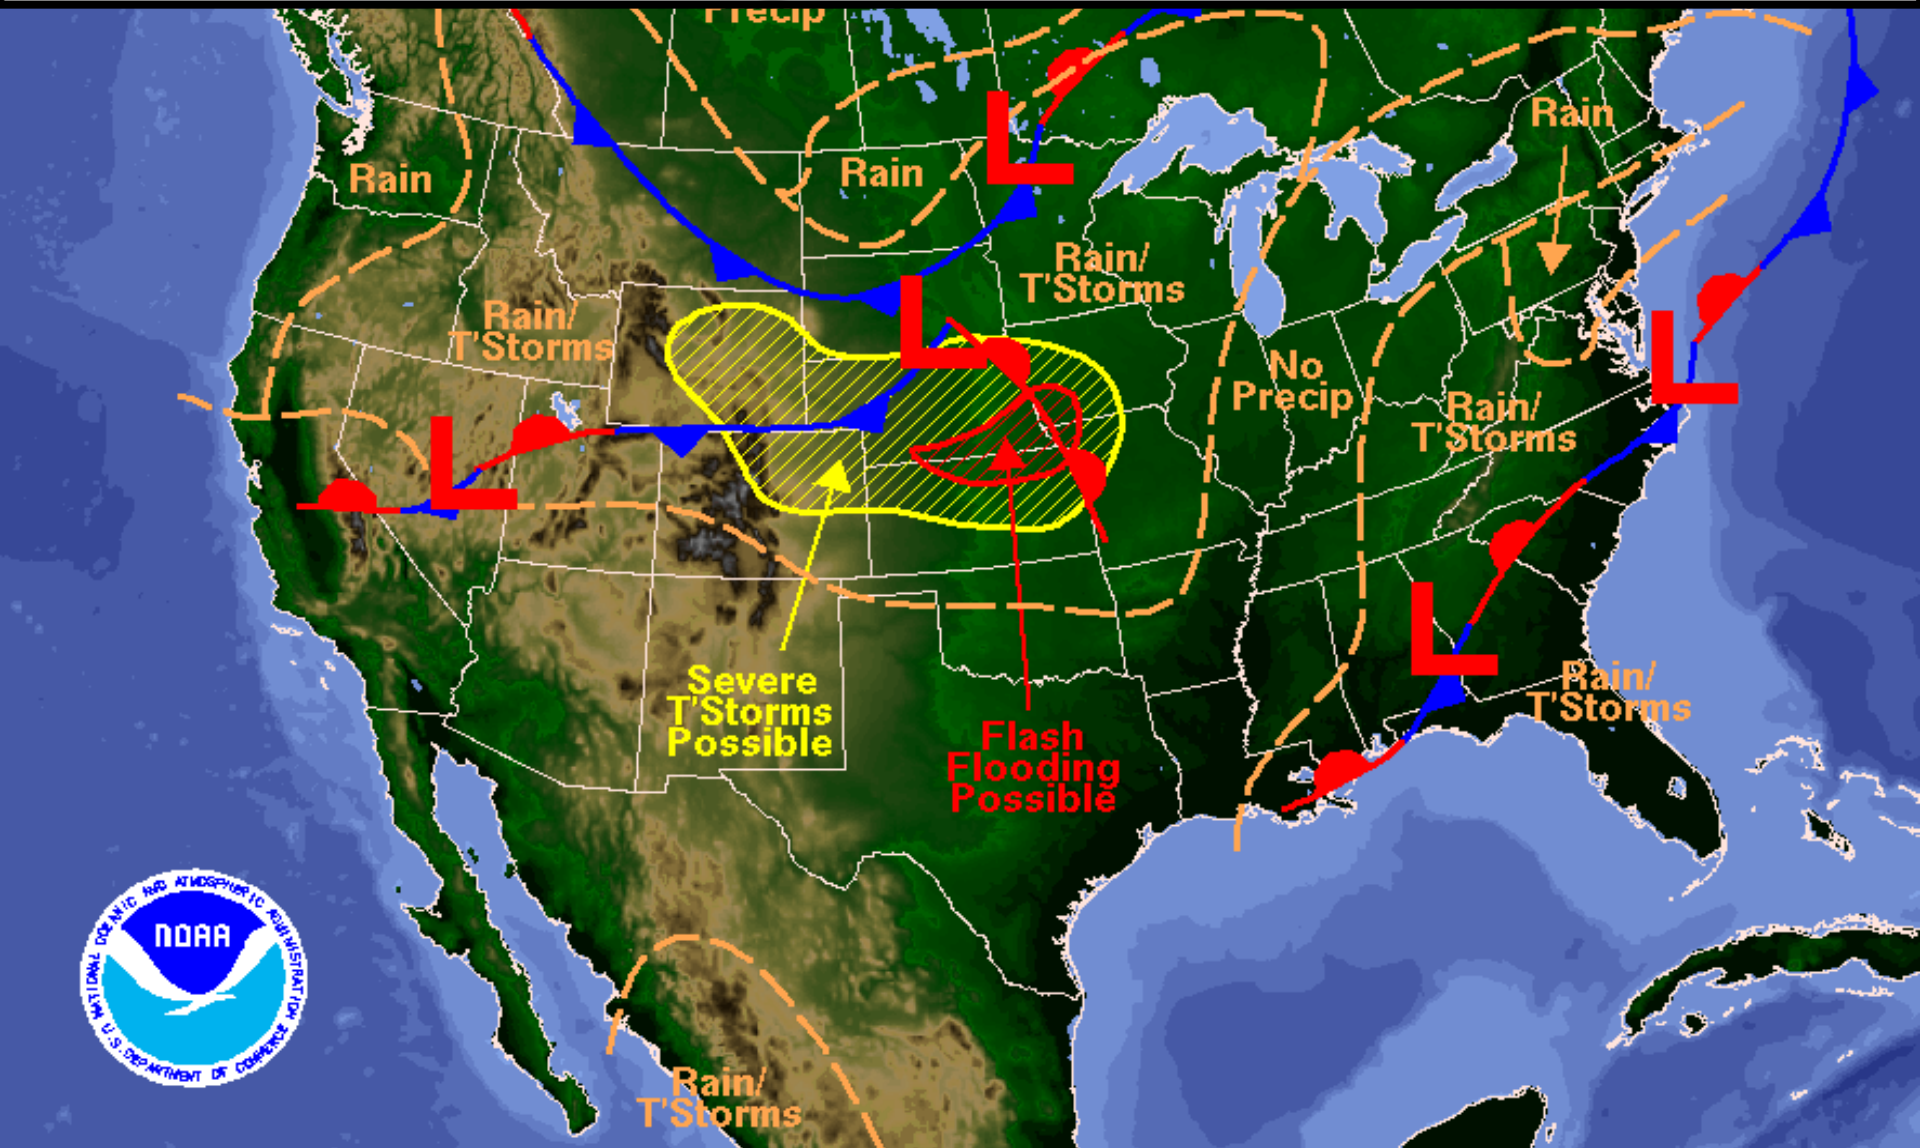 Precip
Rain
Rain
Rain
Rain/
T'Storms
Rain/
T'Storms
No
Precip
Rain/
T'Storms
Severe
T'Storms
Possible
Flash
Flooding
Possible
Rain/
T'Storms
Rain/
T'Storms
L
L
L
L
L
NATIONAL OCEANIC AND ATMOSPHERIC ADMINISTRATION
NOAA
U.S. DEPARTMENT OF COMMERCE